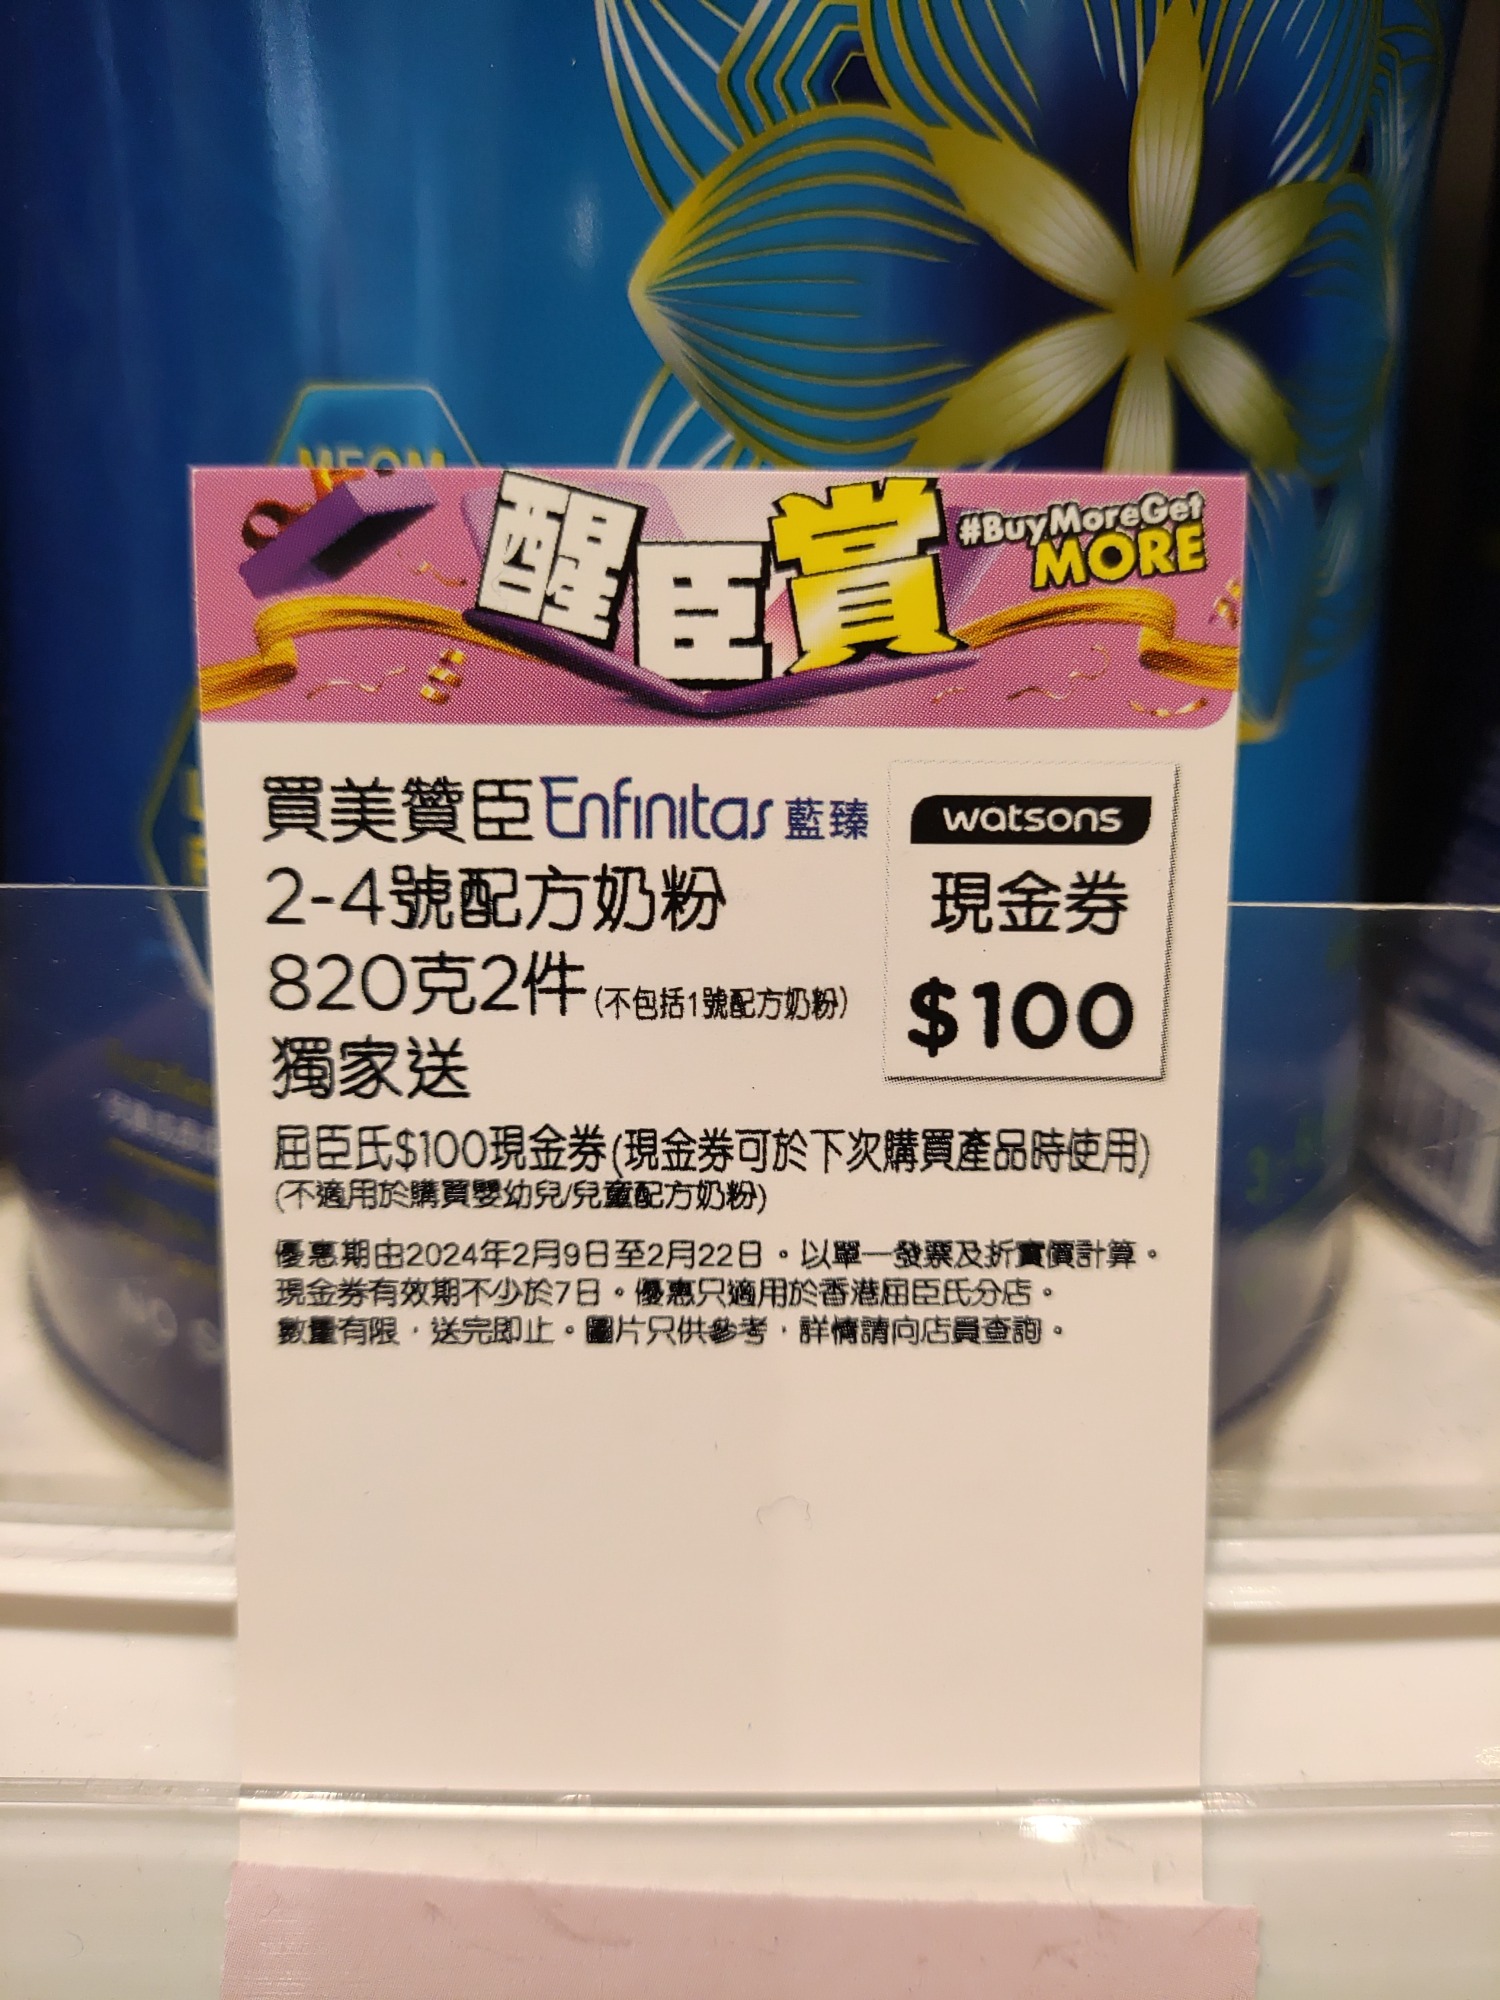 醒臣賞
#BuyMoreGet
MORE
買美贊臣Enfinitas 藍臻
2-4號配方奶粉
820克2件(不包括1號配方奶粉)
獨家送
watsons
現金券
$100
屈臣氏$100現金券(現金券可於下次購買產品時使用)
(不適用於購買嬰幼兒/兒童配方奶粉)
優惠期由2024年2月9日至2月22日。以單一發票及折實價計算。
現金券有效期不少於7日。優惠只適用於香港屈臣氏分店。
數量有限，送完即止。圖片只供參考，詳情請向店員查詢。